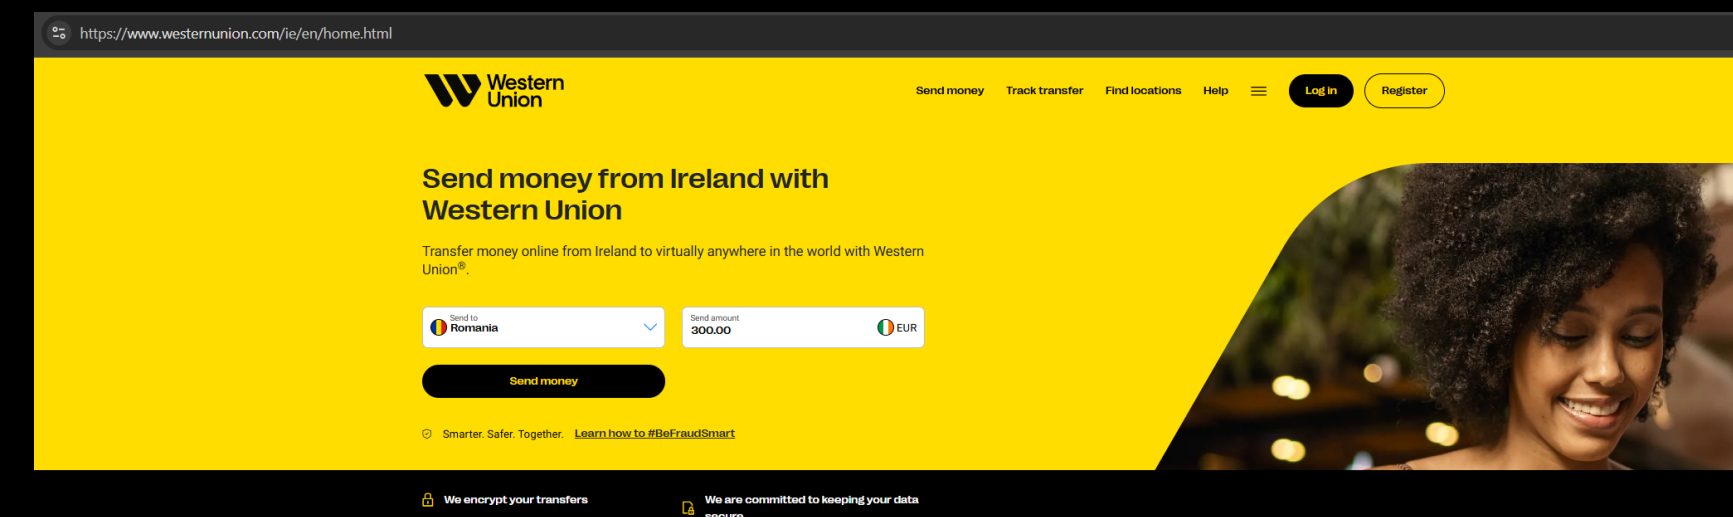 https://www.westernunion.com/ie/en/home.html
Western
Union
Send money Track transfer Find locations Help Log in Register
Send money from Ireland with
Western Union
Transfer money online from Ireland to virtually anywhere in the world with Western
Union®.
Send to
Romania
Send amount
300.00
EUR
Send money
Smarter. Safer. Together. Learn how to #BeFraudSmart
We encrypt your transfers
We are committed to keeping your data
secure